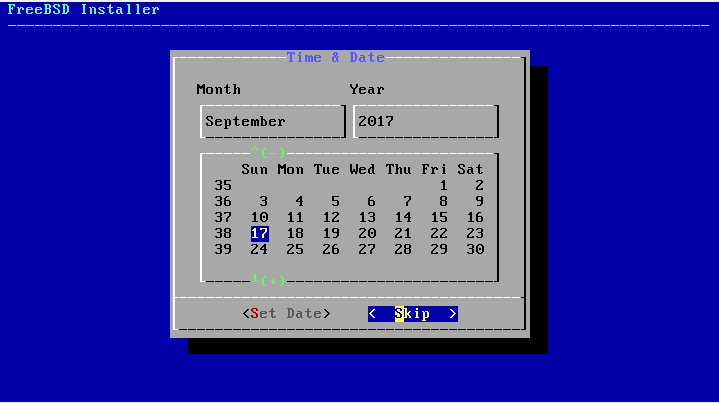 FreeBSD Installer
Time & Date
Month Year
September 2017
^(-)
Sun Mon Tue Wed Thu Fri Sat
35 1 2
36 3 4 5 6 7 8 9
37 10 11 12 13 14 15 16
38 17 18 19 20 21 22 23
39 24 25 26 27 28 29 30
└(+)
<Set Date> < Skip >